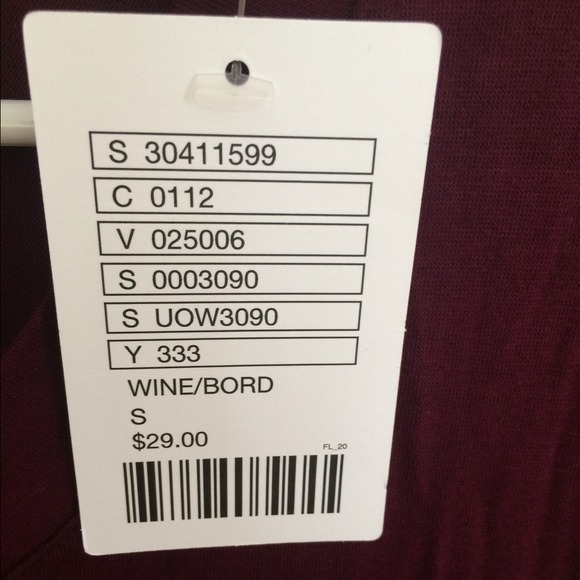 S 30411599
C 0112
V 025006
S 0003090
S UOW3090
Y 333
WINE/BORD
S
$29.00
FL_20